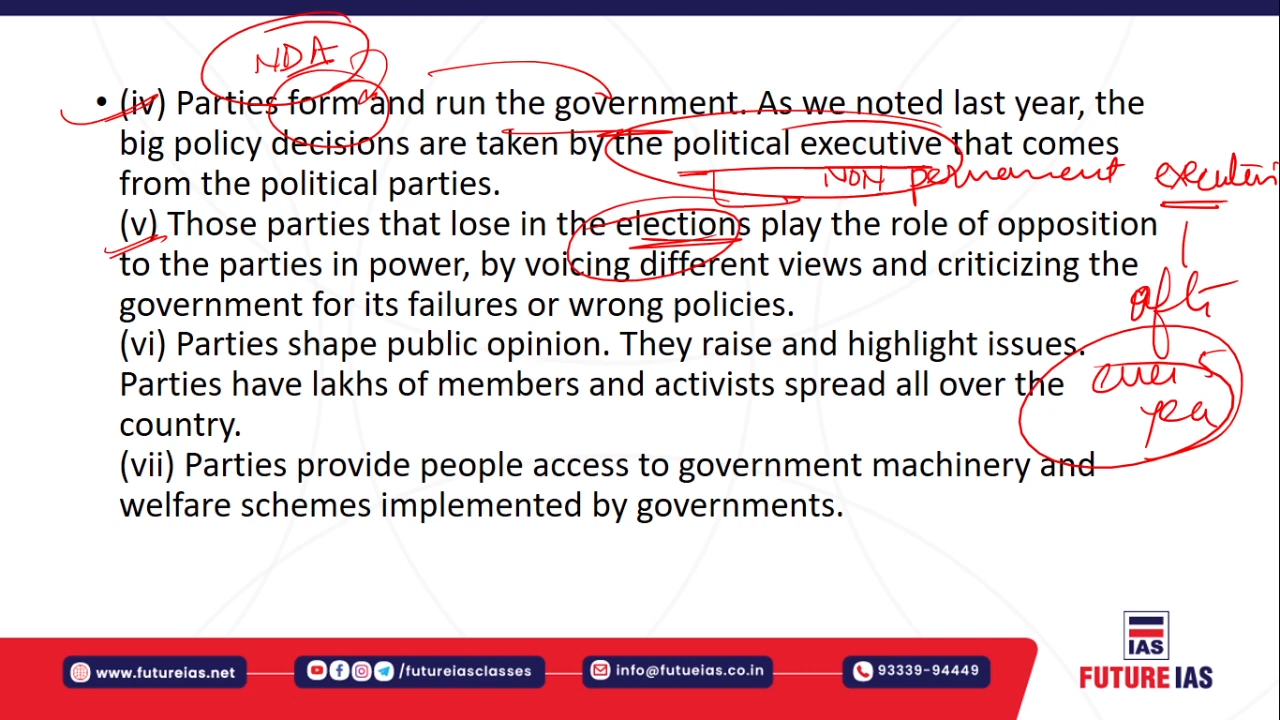 NDA
• (iv) Parties form and run the government. As we noted last year, the
big policy decisions are taken by the political executive that comes
from the political parties.
NON permanent executive
(v) Those parties that lose in the elections play the role of opposition
to the parties in power, by voicing different views and criticizing the
government for its failures or wrong policies.
after
(vi) Parties shape public opinion. They raise and highlight issues.
Parties have lakhs of members and activists spread all over the
country.
5
(vii) Parties provide people access to government machinery and
welfare schemes implemented by governments.
IAS
FUTURE IAS
www.futureias.net
/futureiasclasses
info@futueias.co.in
93339-94449